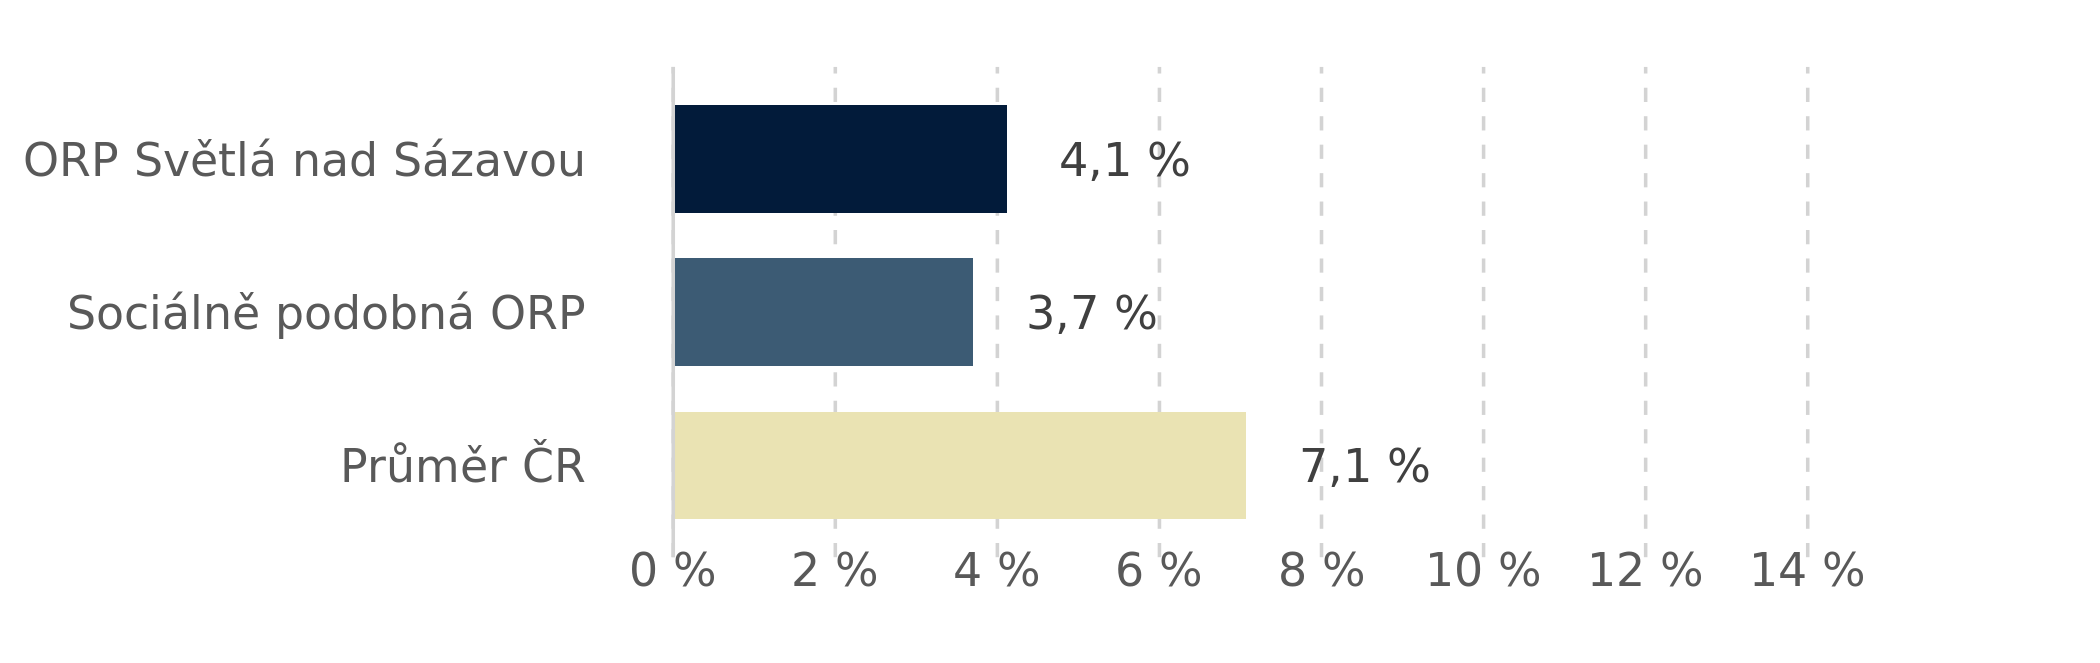 ORP Světlá nad Sázavou
4,1 %
Sociálně podobná ORP
3,7 %
Průměr ČR
7,1 %
0 % 2 % 4 % 6 % 8 % 10 % 12 % 14 %